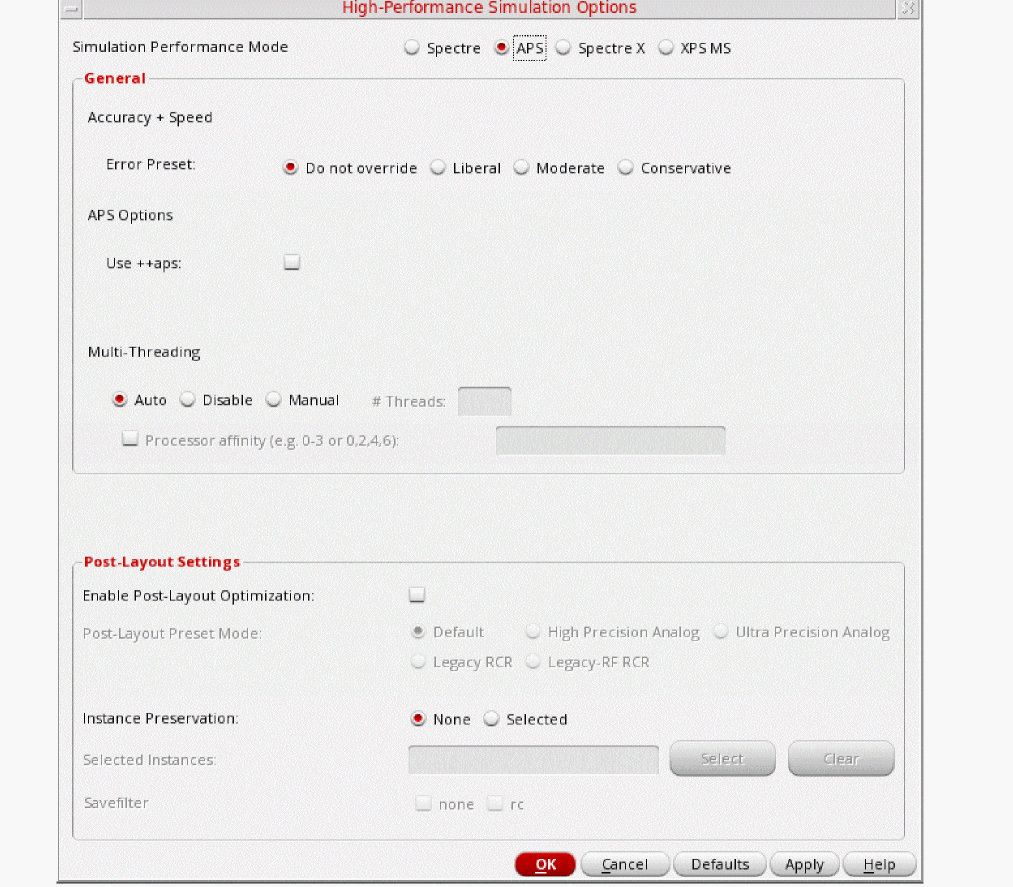 High-Performance Simulation Options
Simulation Performance Mode Spectre APS Spectre X XPS MS
General
Accuracy + Speed
Error Preset: Do not override Liberal Moderate Conservative
APS Options
Use ++aps:
Multi-Threading
Auto Disable Manual # Threads:
Processor affinity (e.g. 0-3 or 0,2,4,6):
Post-Layout Settings
Enable Post-Layout Optimization:
Post-Layout Preset Mode: Default High Precision Analog Ultra Precision Analog
Legacy RCR Legacy-RF RCR
Instance Preservation: None Selected
Selected Instances: Select Clear
Savefilter none rc
OK Cancel Defaults Apply Help